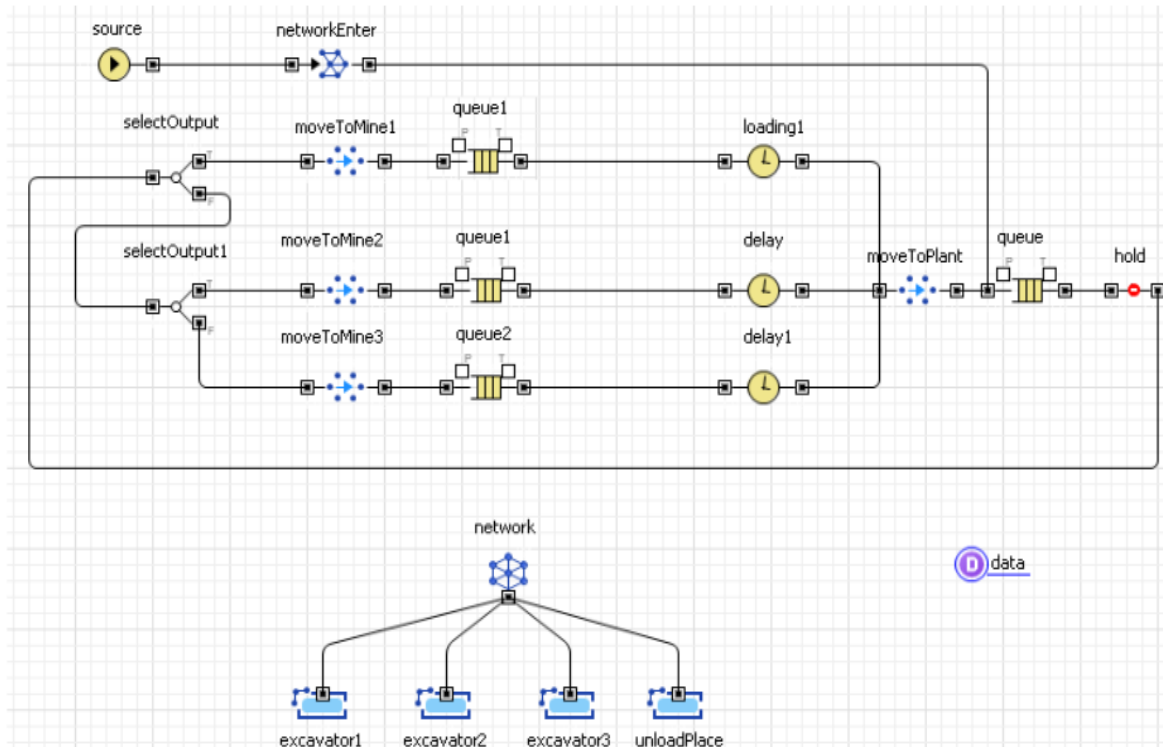 source
networkEnter
selectOutput
moveToMine1
queue1
P T
loading1
T
F
selectOutput1
moveToMine2
queue1
P T
delay
moveToPlant
queue
P T
hold
T
F
moveToMine3
queue2
P T
delay1
network
D data
excavator1
excavator2
excavator3
unloadPlace